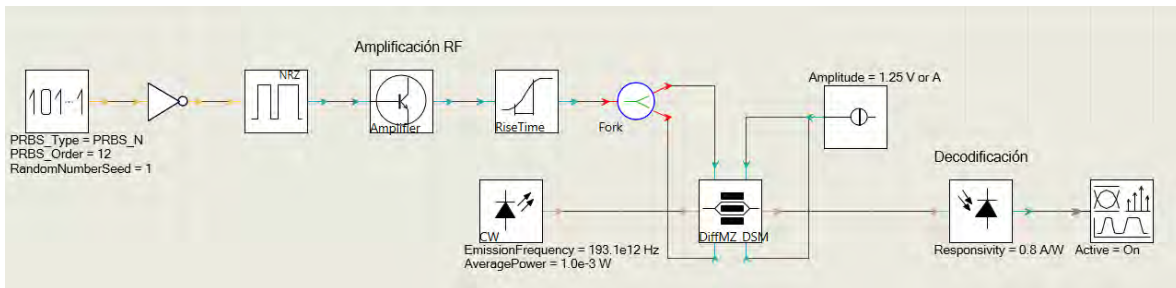 Amplificación RF
101...1
NRZ
Amplifier
RiseTime
Fork
Amplitude = 1.25 V or A
PRBS_Type = PRBS_N
PRBS_Order = 12
RandomNumberSeed = 1
Decodificación
CW
DiffMZ_DSM
EmissionFrequency = 193.1e12 Hz
AveragePower = 1.0e-3 W
Responsivity = 0.8 A/W
Active = On